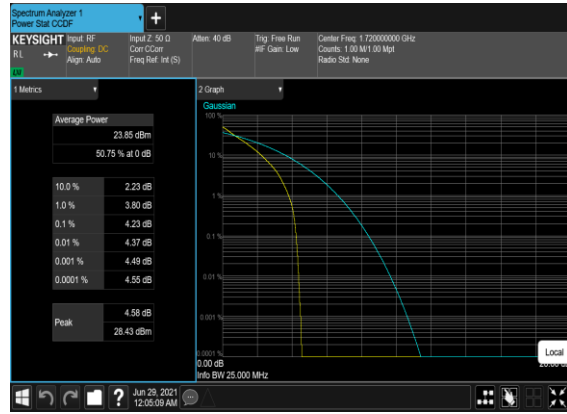 Spectrum Analyzer 1
Power Stat CCDF
KEYSIGHT
RL
LXI
Input: RF
Coupling: DC
Align: Auto
Input Z: 50 Ω
Corr CCorr
Freq Ref: Int (S)
Atten: 40 dB
Trig: Free Run
#IF Gain: Low
Center Freq: 1.720000000 GHz
Counts: 1.00 M/1.00 Mpt
Radio Std: None
1 Metrics
Average Power
23.85 dBm
50.75 % at 0 dB
10.0 % 2.23 dB
1.0 % 3.80 dB
0.1 % 4.23 dB
0.01 % 4.37 dB
0.001 % 4.49 dB
0.0001 % 4.55 dB
Peak
4.58 dB
28.43 dBm
2 Graph
Gaussian
100 %
10 %
1 %
0.1 %
0.01 %
0.001 %
0.0001 %
0.00 dB
Info BW 25.000 MHz
Local
?
Jun 29, 2021
12:05:09 AM